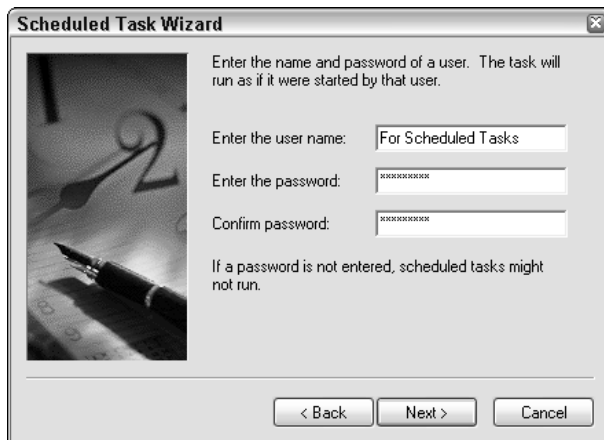 Scheduled Task Wizard
Enter the name and password of a user. The task will
run as if it were started by that user.
Enter the user name: For Scheduled Tasks
Enter the password: *********
Confirm password: *********
If a password is not entered, scheduled tasks might
not run.
< Back Next > Cancel